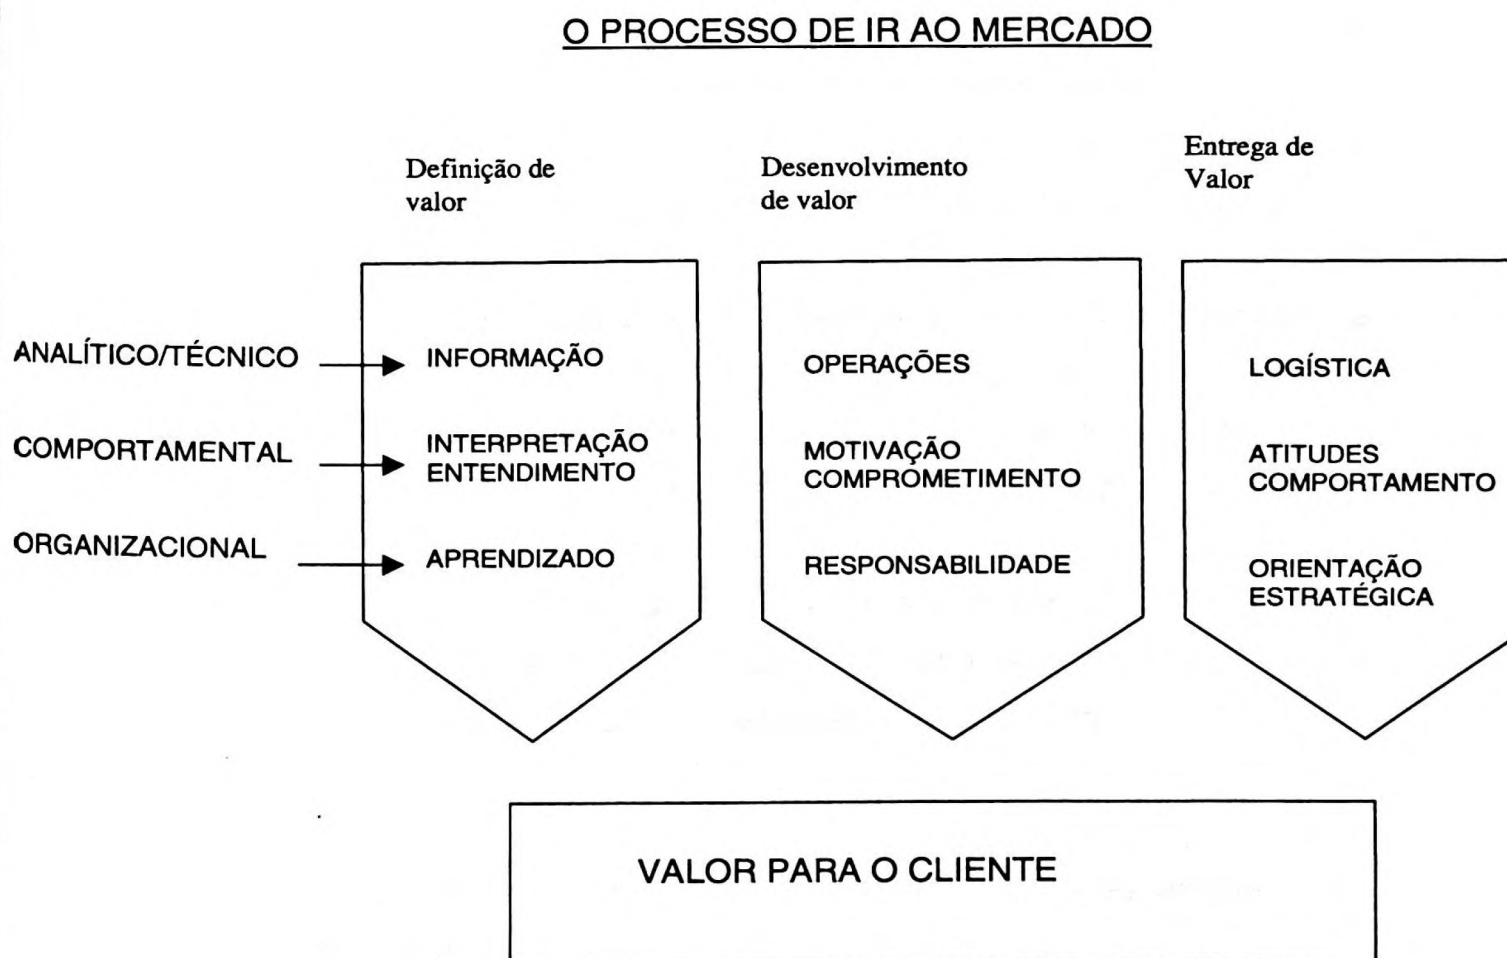 O PROCESSO DE IR AO MERCADO
Definição de
valor
Desenvolvimento
de valor
Entrega de
Valor
ANALÍTICO/TÉCNICO
INFORMAÇÃO
OPERAÇÕES
LOGÍSTICA
COMPORTAMENTAL
INTERPRETAÇÃO
ENTENDIMENTO
MOTIVAÇÃO
COMPROMETIMENTO
ATITUDES
COMPORTAMENTO
ORGANIZACIONAL
APRENDIZADO
RESPONSABILIDADE
ORIENTAÇÃO
ESTRATÉGICA
VALOR PARA O CLIENTE